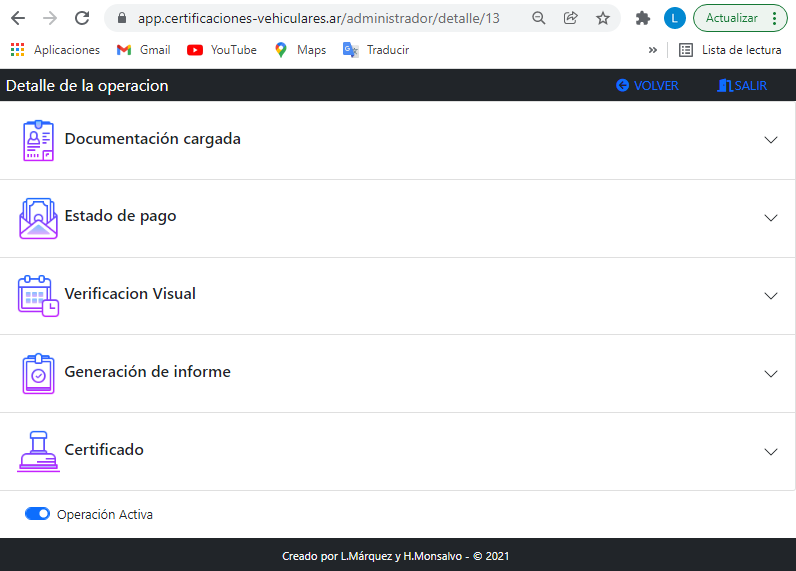 app.certificaciones-vehiculares.ar/administrador/detalle/13
L
Actualizar
Aplicaciones
Gmail
YouTube
Maps
Traducir
»
Lista de lectura
Detalle de la operacion
VOLVER
SALIR
Documentación cargada
Estado de pago
Verificacion Visual
Generación de informe
Certificado
Operación Activa
Creado por L.Márquez y H.Monsalvo - © 2021